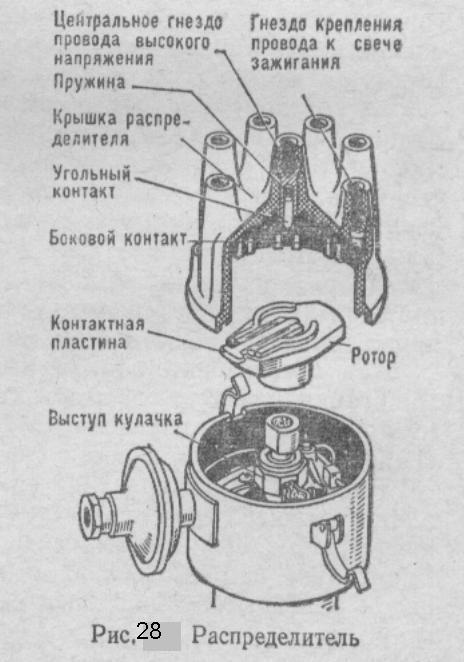 Центральное гнездо
провода высокого
напряжения
Гнездо крепления
провода к свече
зажигания
Пружина
Крышка распре-
делителя
Угольный
контакт
Боковой контакт
Контактная
пластина
Ротор
Выступ кулачка
Рис. 28 Распределитель